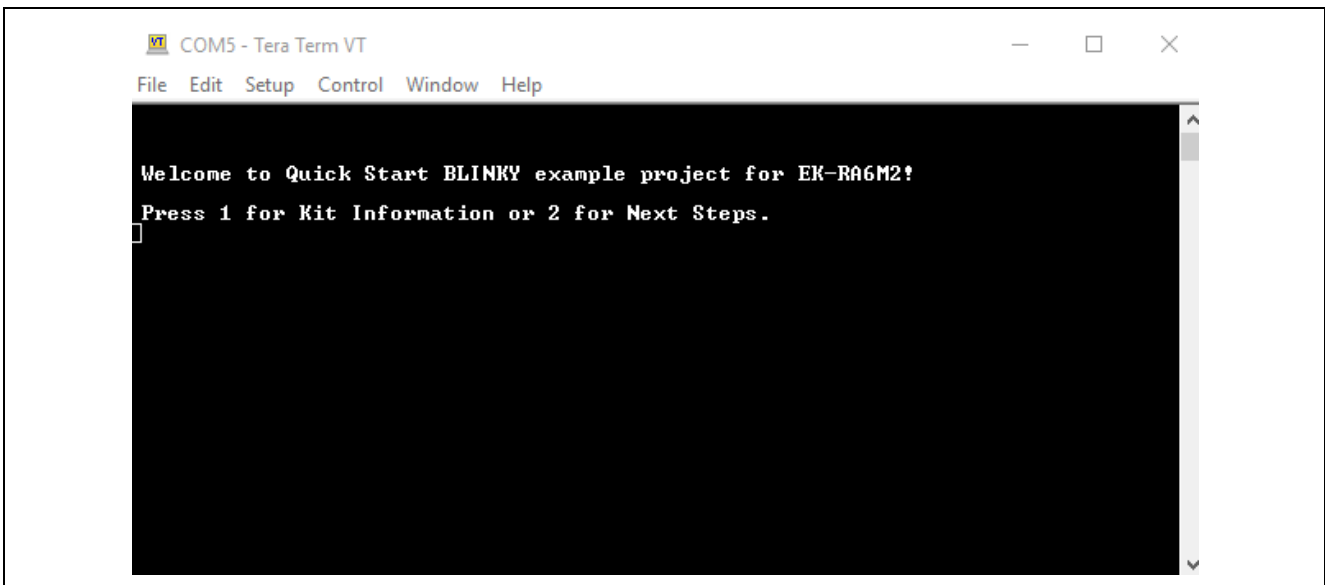 COM5 - Tera Term VT
File Edit Setup Control Window Help
Welcome to Quick Start BLINKY example project for EK-RA6M2!
Press 1 for Kit Information or 2 for Next Steps.